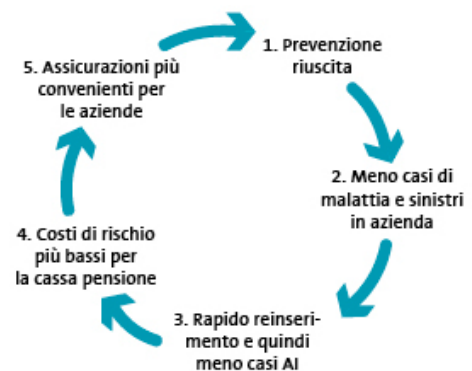 1. Prevenzione
riuscita
2. Meno casi di
malattia e sinistri
in azienda
3. Rapido reinseri-
mento e quindi
meno casi AI
4. Costi di rischio
più bassi per
la cassa pensione
5. Assicurazioni più
convenienti per
le aziende